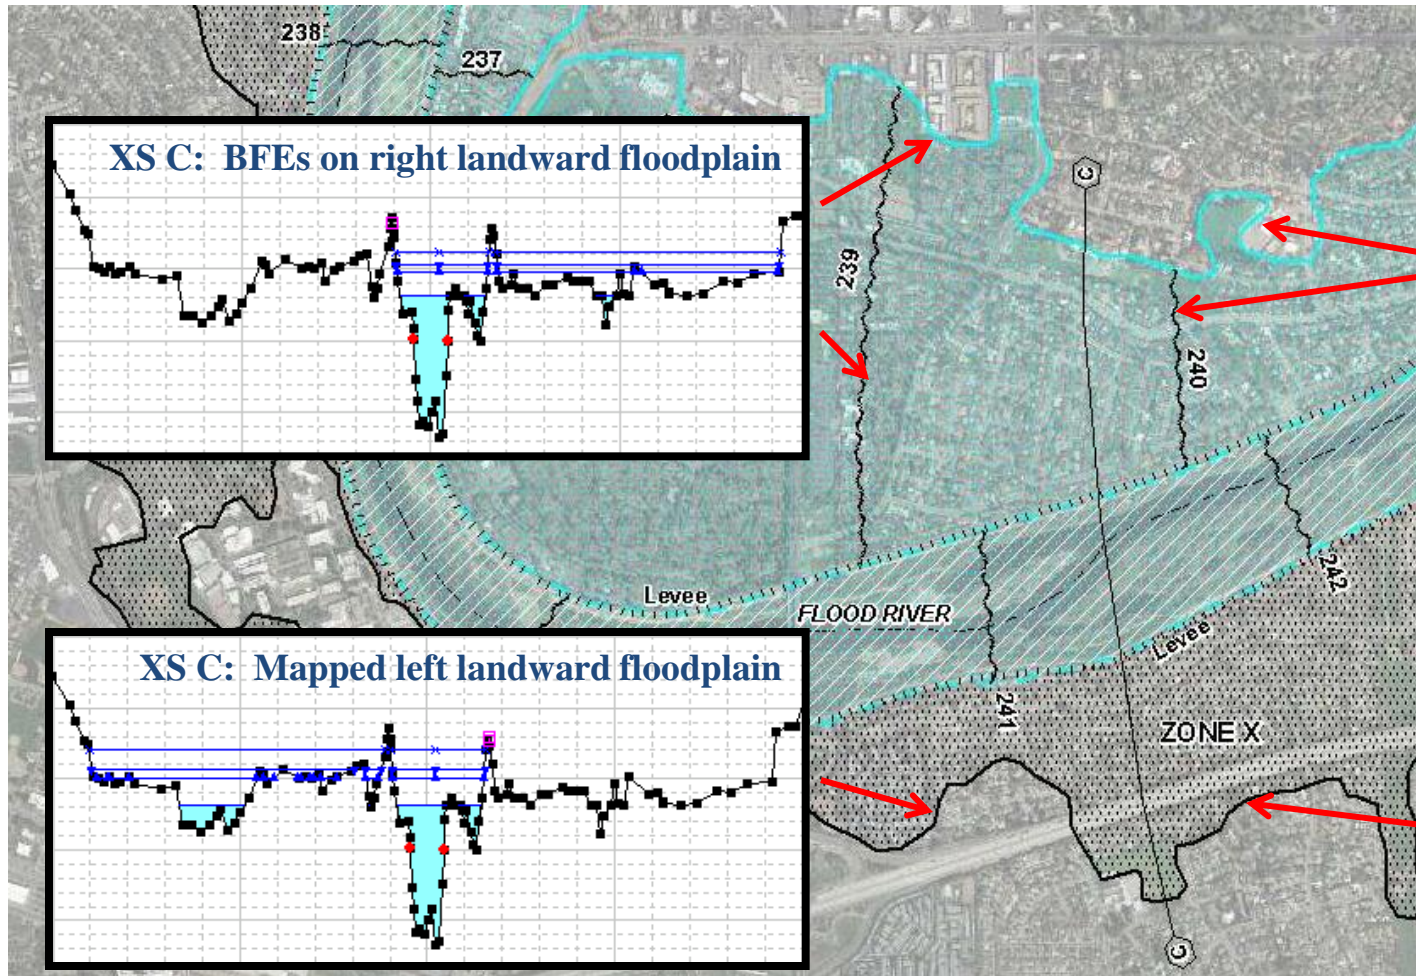 238
237
XS C: BFEs on right landward floodplain
C
239
240
Levee
FLOOD RIVER
242
Levee
241
XS C: Mapped left landward floodplain
ZONE X
C